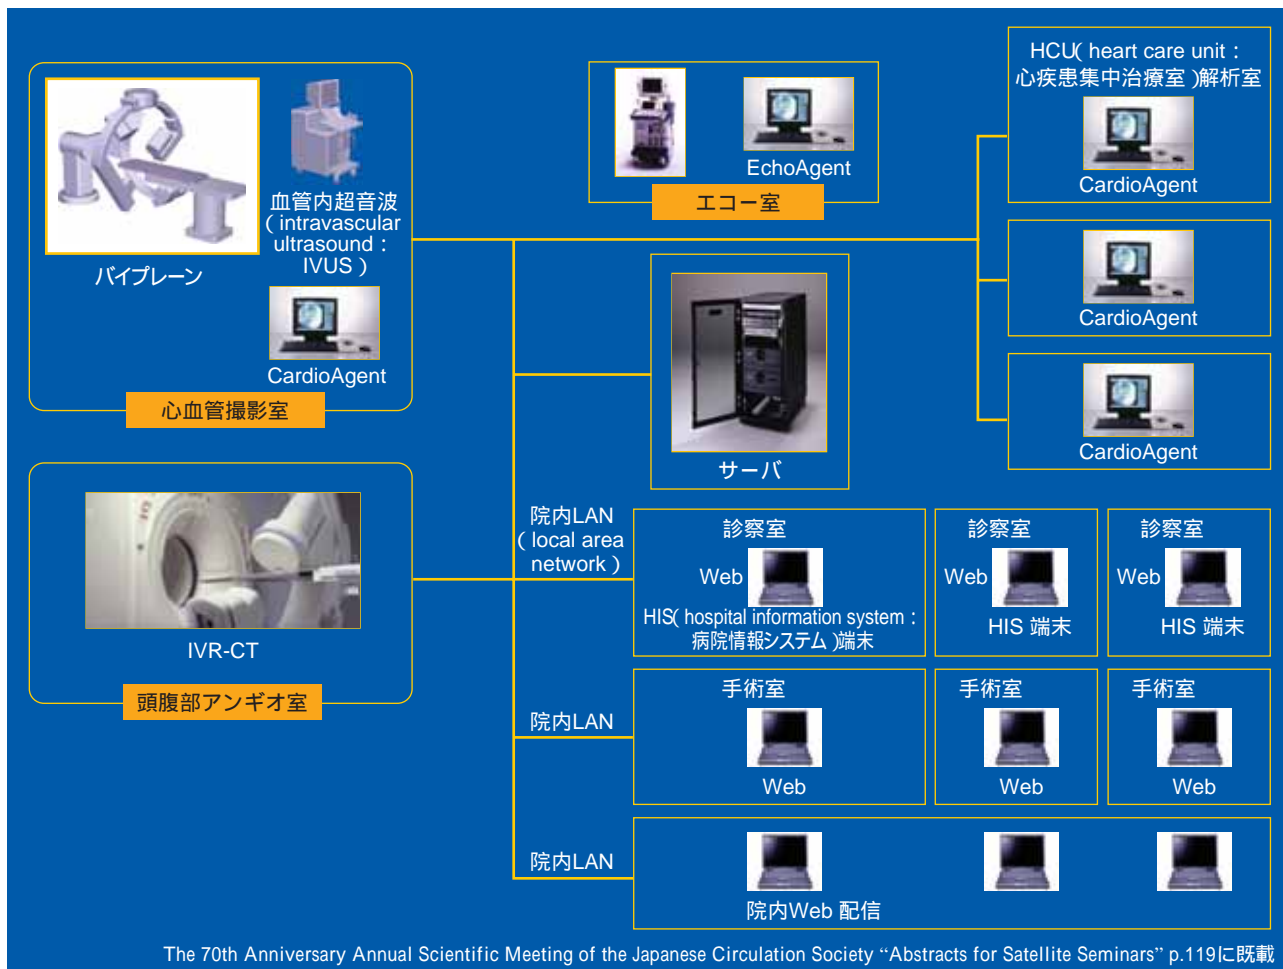 血管内超音波
( intravascular
ultrasound :
IVUS )
バイプレーン
CardioAgent
心血管撮影室
EchoAgent
エコー室
HCU( heart care unit :
心疾患集中治療室 )解析室
CardioAgent
CardioAgent
CardioAgent
サーバ
IVR-CT
頭腹部アンギオ室
院内LAN
( local area
network )
診察室
Web
HIS( hospital information system :
病院情報システム )端末
診察室
Web
HIS 端末
診察室
Web
HIS 端末
院内LAN
手術室
Web
手術室
Web
手術室
Web
院内LAN
院内Web 配信
The 70th Anniversary Annual Scientific Meeting of the Japanese Circulation Society “Abstracts for Satellite Seminars” p.119に既載